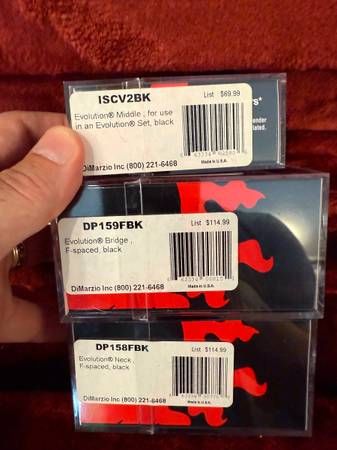 ISCV2BK
List $69.99
Evolution® Middle , for use
in an Evolution® Set, black
DiMarzio Inc (800) 221-6468
Made in U.S.A.
DP159FBK
List $114.99
Evolution® Bridge ,
F-spaced, black
DiMarzio Inc (800) 221-6468
Made in U.S.A.
DP158FBK
List $114.99
Evolution® Neck ,
F-spaced, black
DiMarzio Inc (800) 221-6468
Made in U.S.A.